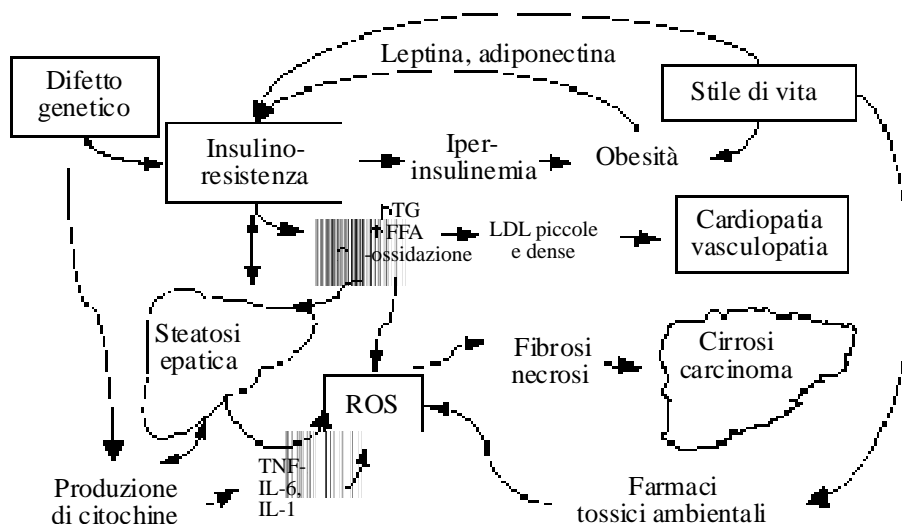 Leptina, adiponectina
Difetto
genetico
Stile di vita
Insulino-
resistenza
Iper-
insulinemia
Obesità
TG
FFA
-ossidazione
LDL piccole
e dense
Cardiopatia
vasculopatia
Steatosi
epatica
Fibrosi
necrosi
Cirrosi
carcinoma
ROS
TNF-
IL-6,
IL-1
Produzione
di citochine
Farmaci
tossici ambientali